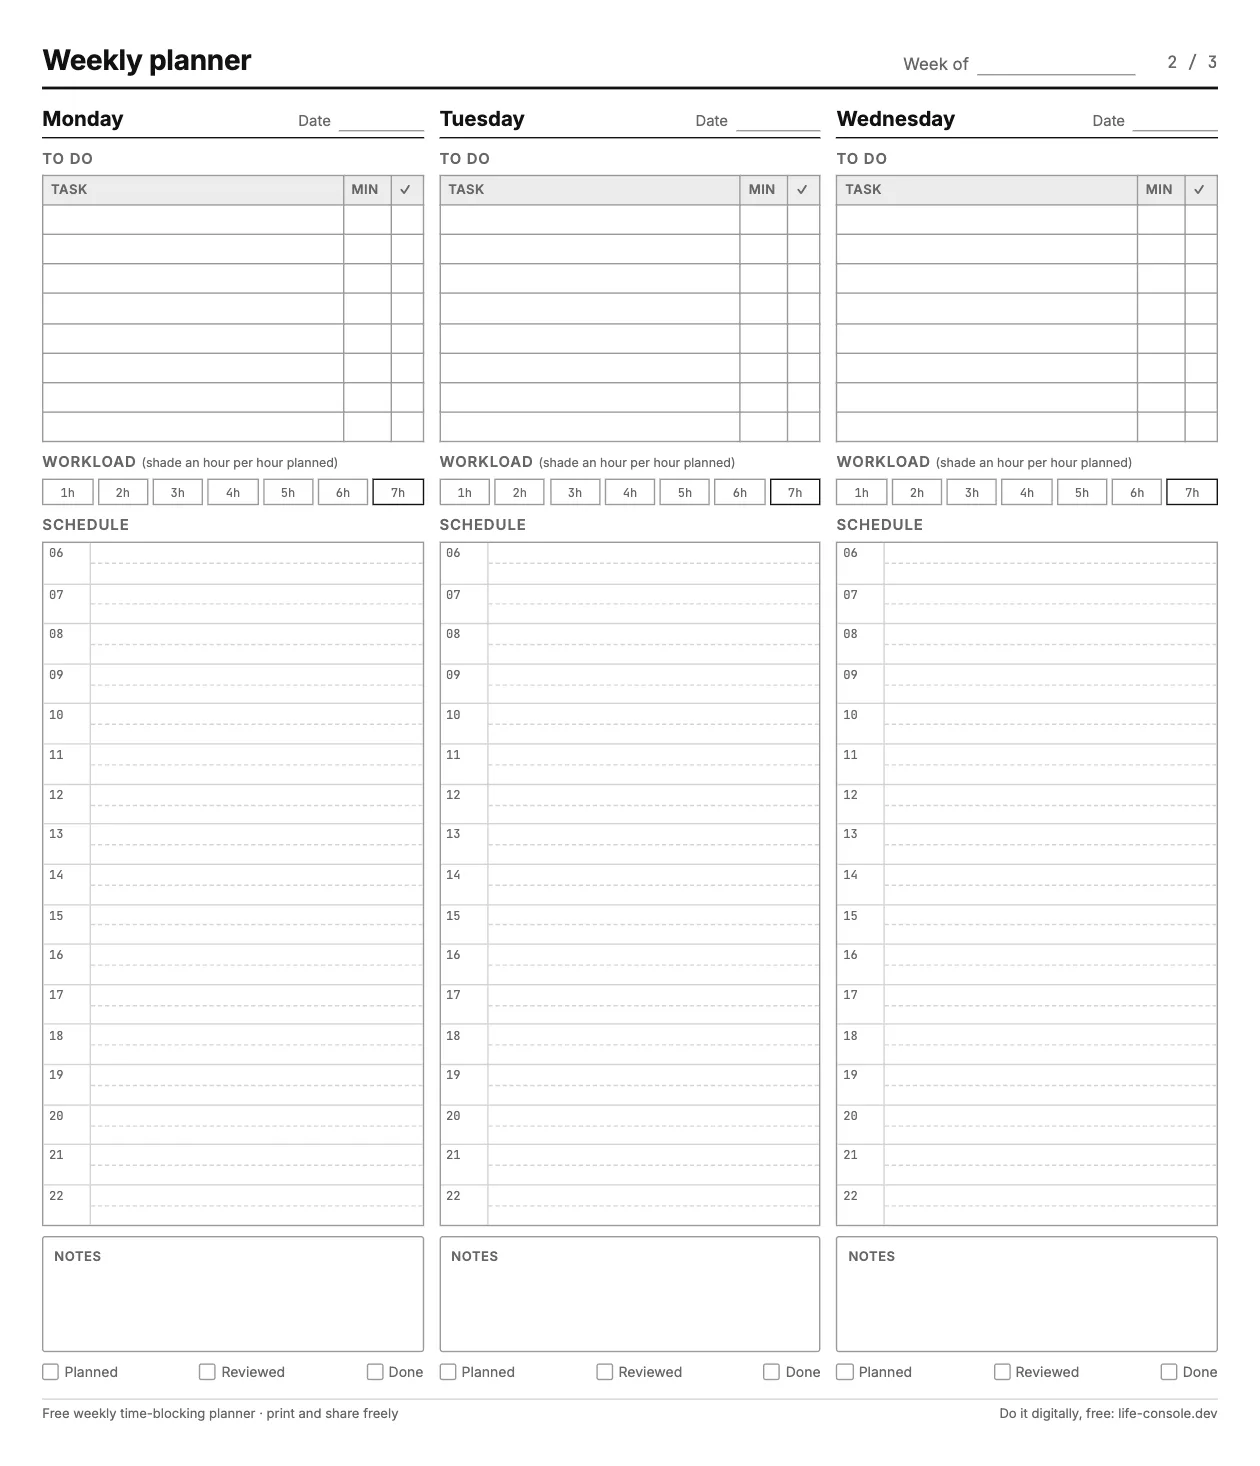 Weekly planner
Week of
2 / 3
Monday
Date
TO DO
TASK MIN ✓
WORKLOAD (shade an hour per hour planned)
1h 2h 3h 4h 5h 6h 7h
SCHEDULE
06
07
08
09
10
11
12
13
14
15
16
17
18
19
20
21
22
NOTES
Planned Reviewed Done
Tuesday
Date
TO DO
TASK MIN ✓
WORKLOAD (shade an hour per hour planned)
1h 2h 3h 4h 5h 6h 7h
SCHEDULE
06
07
08
09
10
11
12
13
14
15
16
17
18
19
20
21
22
NOTES
Planned Reviewed Done
Wednesday
Date
TO DO
TASK MIN ✓
WORKLOAD (shade an hour per hour planned)
1h 2h 3h 4h 5h 6h 7h
SCHEDULE
06
07
08
09
10
11
12
13
14
15
16
17
18
19
20
21
22
NOTES
Planned Reviewed Done
Free weekly time-blocking planner · print and share freely
Do it digitally, free: life-console.dev